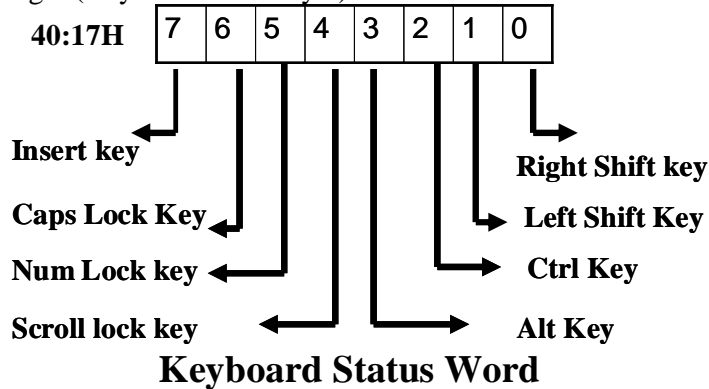 40:17H
7 6 5 4 3 2 1 0
Insert key
Right Shift key
Caps Lock Key
Left Shift Key
Num Lock key
Ctrl Key
Scroll lock key
Alt Key
Keyboard Status Word